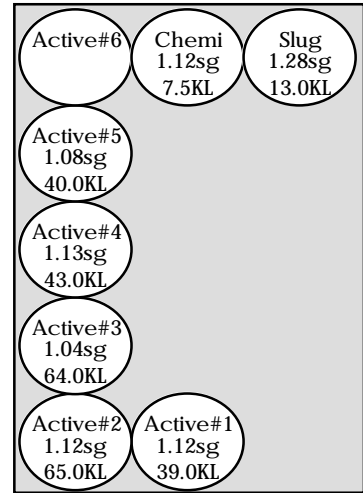 Active#6
Chemi
1.12sg
7.5KL
Slug
1.28sg
13.0KL
Active#5
1.08sg
40.0KL
Active#4
1.13sg
43.0KL
Active#3
1.04sg
64.0KL
Active#2
1.12sg
65.0KL
Active#1
1.12sg
39.0KL